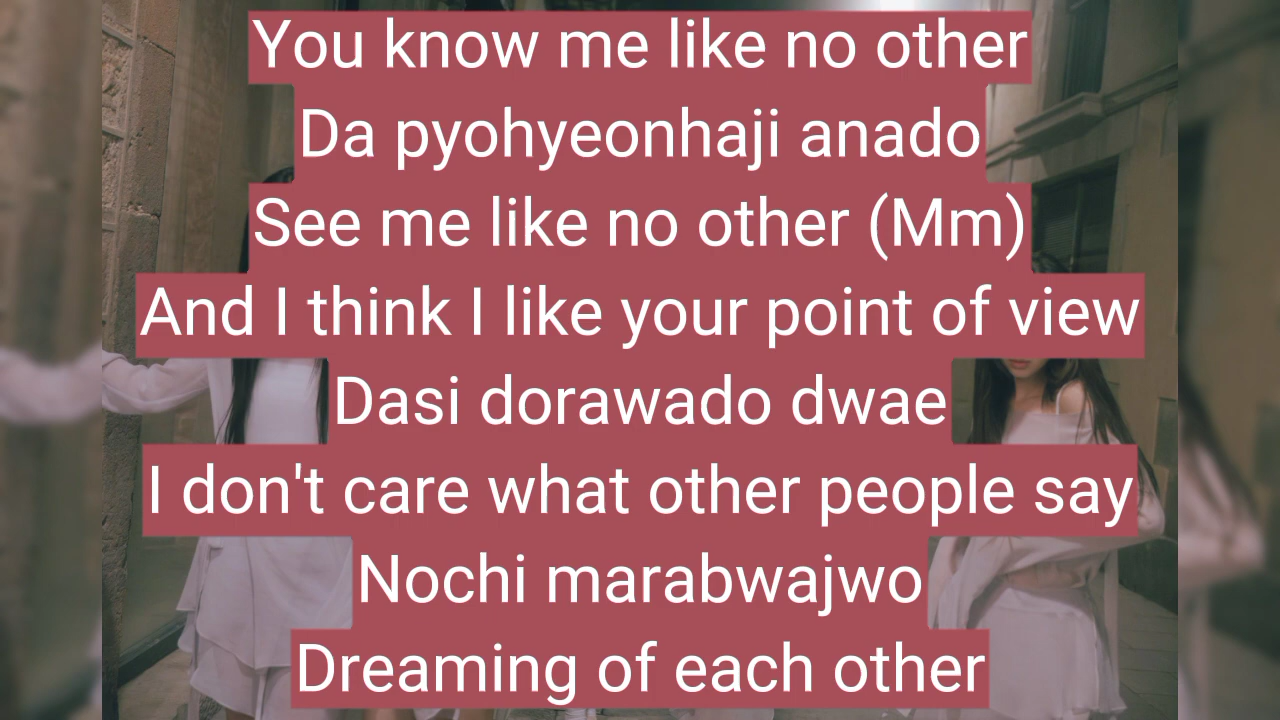 You know me like no other
Da pyohyeonhaji anado
See me like no other (Mm)
And I think I like your point of view
Dasi dorawado dwae
I don't care what other people say
Nochi marabwajwo
Dreaming of each other